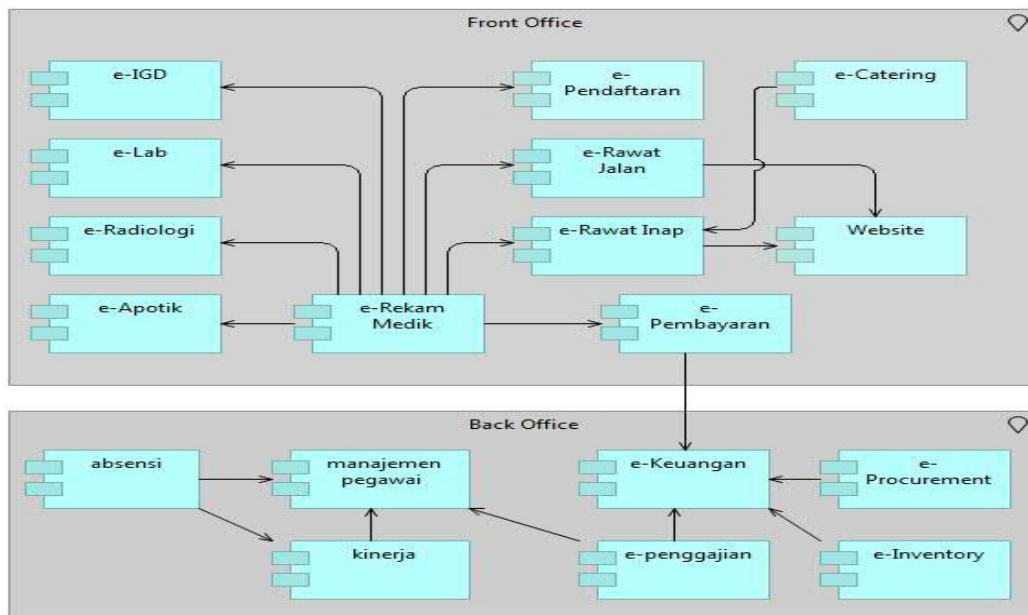 Front Office
e-IGD
e-
Pendaftaran
e-Catering
e-Lab
e-Rawat
Jalan
e-Radiologi
e-Rawat Inap
Website
e-Apotik
e-Rekam
Medik
e-
Pembayaran
Back Office
absensi
manajemen
pegawai
e-Keuangan
e-
Procurement
kinerja
e-penggajian
e-Inventory